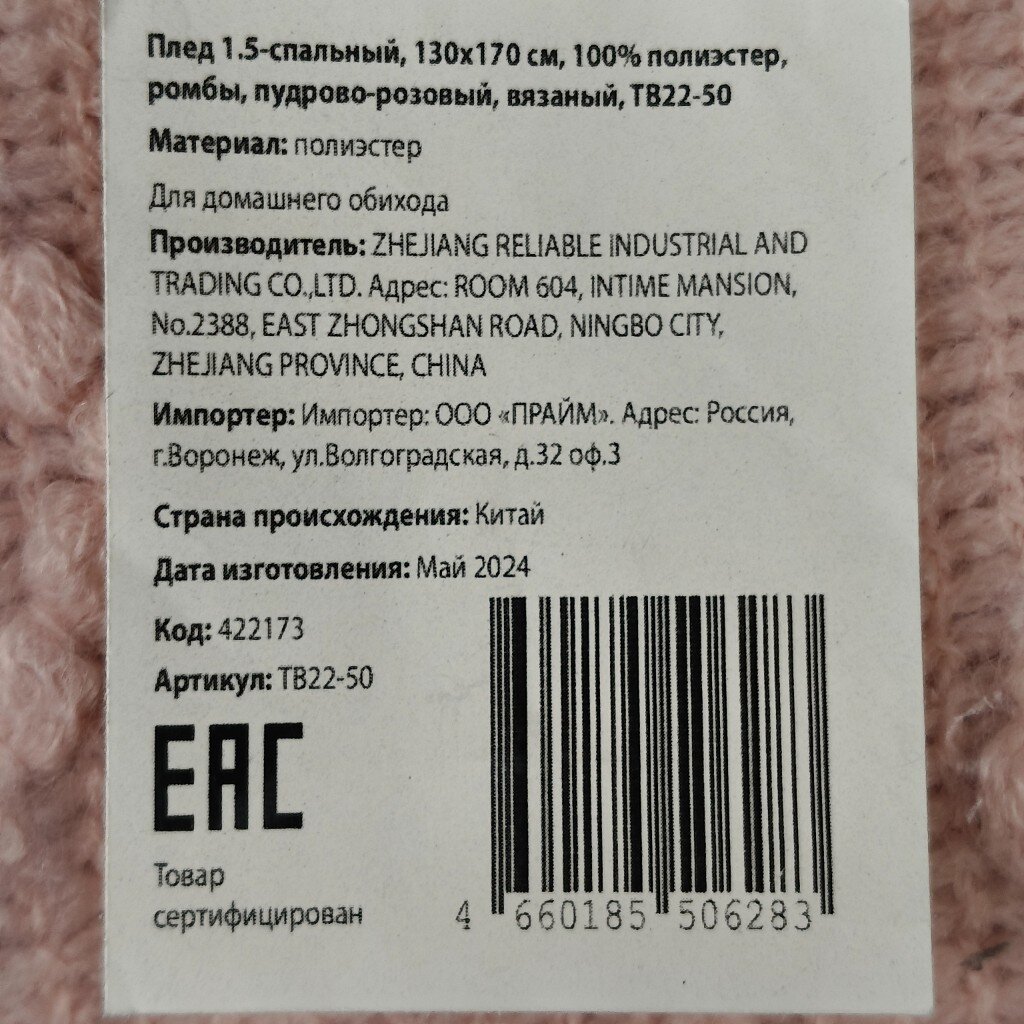 Плед 1.5-спальный, 130х170 см, 100% полиэстер,
ромбы, пудрово-розовый, вязаный, TB22-50
Материал: полиэстер
Для домашнего обихода
Производитель: ZHEJIANG RELIABLE INDUSTRIAL AND
TRADING CO.,LTD. Адрес: ROOM 604, INTIME MANSION,
No.2388, EAST ZHONGSHAN ROAD, NINGBO CITY,
ZHEJIANG PROVINCE, CHINA
Импортер: Импортер: ООО «ПРАЙМ». Адрес: Россия,
г.Воронеж, ул.Волгоградская, д.32 оф.3
Страна происхождения: Китай
Дата изготовления: Май 2024
Код: 422173
Артикул: TB22-50
EAC
Товар
сертифицирован
4 660185 506283